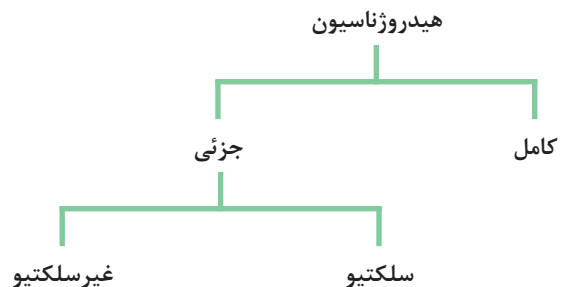 هیدروژناسیون
کامل
جزئی
سلکتیو
غیرسلکتیو